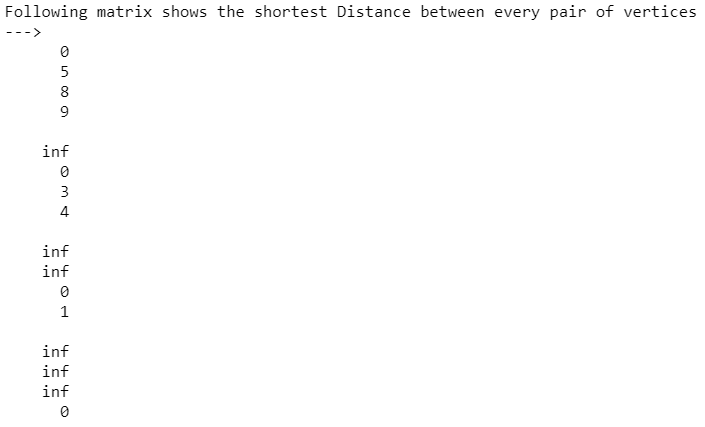 Following matrix shows the shortest Distance between every pair of vertices
--->
0
5
8
9
inf
0
3
4
inf
inf
0
1
inf
inf
inf
0